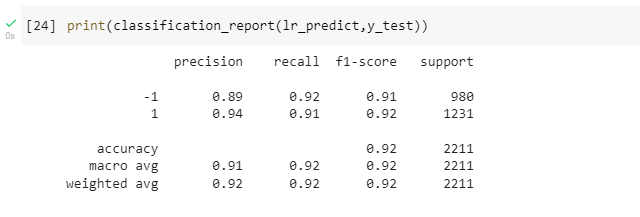 [24] print(classification_report(lr_predict,y_test))
0s
precision recall f1-score support
-1 0.89 0.92 0.91 980
1 0.94 0.91 0.92 1231
accuracy 0.92 2211
macro avg 0.91 0.92 0.92 2211
weighted avg 0.92 0.92 0.92 2211